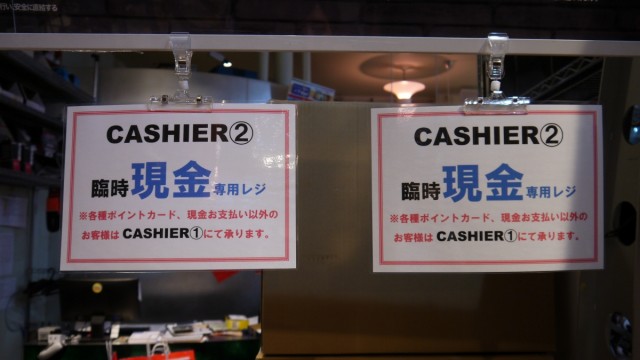 CASHIER②
臨時現金専用レジ
※各種ポイントカード、現金お支払い以外の
お客様は CASHIER①にて承ります。
CASHIER②
臨時現金専用レジ
※各種ポイントカード、現金お支払い以外の
お客様は CASHIER①にて承ります。